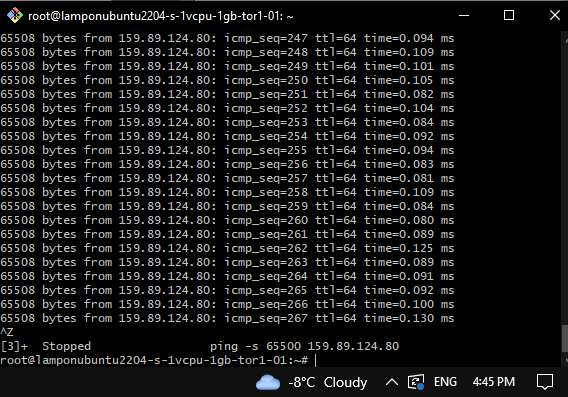 root@lamponubuntu2204-s-1vcpu-1gb-tor1-01: ~
65508 bytes from 159.89.124.80: icmp_seq=247 ttl=64 time=0.094 ms
65508 bytes from 159.89.124.80: icmp_seq=248 ttl=64 time=0.109 ms
65508 bytes from 159.89.124.80: icmp_seq=249 ttl=64 time=0.101 ms
65508 bytes from 159.89.124.80: icmp_seq=250 ttl=64 time=0.105 ms
65508 bytes from 159.89.124.80: icmp_seq=251 ttl=64 time=0.082 ms
65508 bytes from 159.89.124.80: icmp_seq=252 ttl=64 time=0.104 ms
65508 bytes from 159.89.124.80: icmp_seq=253 ttl=64 time=0.084 ms
65508 bytes from 159.89.124.80: icmp_seq=254 ttl=64 time=0.092 ms
65508 bytes from 159.89.124.80: icmp_seq=255 ttl=64 time=0.094 ms
65508 bytes from 159.89.124.80: icmp_seq=256 ttl=64 time=0.083 ms
65508 bytes from 159.89.124.80: icmp_seq=257 ttl=64 time=0.081 ms
65508 bytes from 159.89.124.80: icmp_seq=258 ttl=64 time=0.109 ms
65508 bytes from 159.89.124.80: icmp_seq=259 ttl=64 time=0.084 ms
65508 bytes from 159.89.124.80: icmp_seq=260 ttl=64 time=0.080 ms
65508 bytes from 159.89.124.80: icmp_seq=261 ttl=64 time=0.089 ms
65508 bytes from 159.89.124.80: icmp_seq=262 ttl=64 time=0.125 ms
65508 bytes from 159.89.124.80: icmp_seq=263 ttl=64 time=0.089 ms
65508 bytes from 159.89.124.80: icmp_seq=264 ttl=64 time=0.091 ms
65508 bytes from 159.89.124.80: icmp_seq=265 ttl=64 time=0.092 ms
65508 bytes from 159.89.124.80: icmp_seq=266 ttl=64 time=0.100 ms
65508 bytes from 159.89.124.80: icmp_seq=267 ttl=64 time=0.130 ms
^Z
[3]+  Stopped                 ping -s 65500 159.89.124.80
root@lamponubuntu2204-s-1vcpu-1gb-tor1-01:~#
-8°C Cloudy ENG 4:45 PM